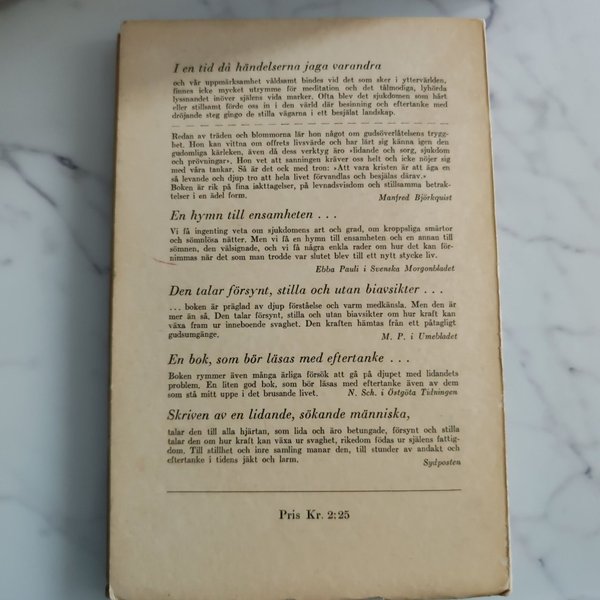 I en tid då händelserna jaga varandra
och vår uppmärksamhet våldsamt bindes vid det som sker i yttervärlden,
finnes icke mycket utrymme för meditation och det tålmodiga, lyhörda
lyssnandet inöver själens vida marker. Ofta blev det sjukdomen som hårt
eller stillsamt förde oss in i den värld där besinning och eftertanke med
dröjande steg gingo de stilla vägarna i ett besjälat landskap.
Redan av träden och blommorna lär hon något om gudsöverlåtelsens trygg-
het. Hon kan vittna om offrets livsvärde och har lärt sig känna igen den
gudomliga kärleken, även då dess verktyg äro »lidande och sorg, sjukdom
och prövningar». Hon vet att sanningen kräver oss helt och icke nöjer sig
med våra tankar. Så är det ock med tron: »Att vara kristen är att äga en
så levande och djup tro att hela livet förvandlas och besjälas därav.»
Boken är rik på fina iakttagelser, på levnadsvisdom och stillsamma betrak-
telser i en ädel form. Manfred Björkquist
En hymn till ensamheten . . .
Vi få ingenting veta om sjukdomens art och grad, om kroppsliga smärtor
och sömnlösa nätter. Men vi få en hymn till ensamheten och en annan till
sömnen, den välsignade, och vi få några enkla rader om hur det kan för-
nimmas när det som man trodde var slutet blev till ett nytt stycke liv.
Ebba Pauli i Svenska Morgonbladet
Den talar försynt, stilla och utan biavsikter . . .
. . . boken är präglad av djup förståelse och varm medkänsla. Men den är
mer än så. Den talar försynt, stilla och utan biavsikter om hur kraft kan
växa fram ur inneboende svaghet. Den kraften hämtas från ett påtagligt
gudsumgänge. M. P. i Umebladet
En bok, som bör läsas med eftertanke . . .
Boken rymmer även många ärliga försök att gå på djupet med lidandets
problem. En liten god bok, som bör läsas med eftertanke även av dem
som stå mitt uppe i det brusande livet. N. Sch. i Östgöta Tidningen
Skriven av en lidande, sökande människa,
talar den till alla hjärtan, som lida och äro betungade, försynt och stilla
talar den om hur kraft kan växa ur svaghet, rikedom födas ur själens fattig-
dom. Till stillhet och inre samling manar den, till stunder av andakt och
eftertanke i tidens jäkt och larm. Sydposten
Pris Kr. 2:25